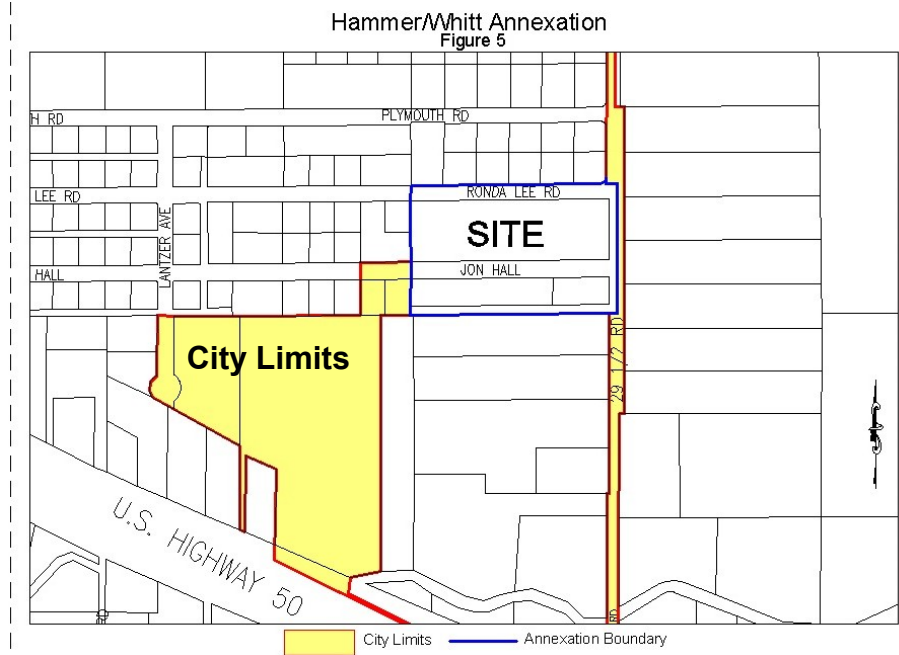 Hammer/Whitt Annexation
Figure 5
H RD
PLYMOUTH RD
LEE RD
RONDA LEE RD
LANTZER AVE
SITE
HALL
JON HALL
City Limits
29 1/2 RD
U.S. HIGHWAY 50
RD
RD
City Limits
Annexation Boundary